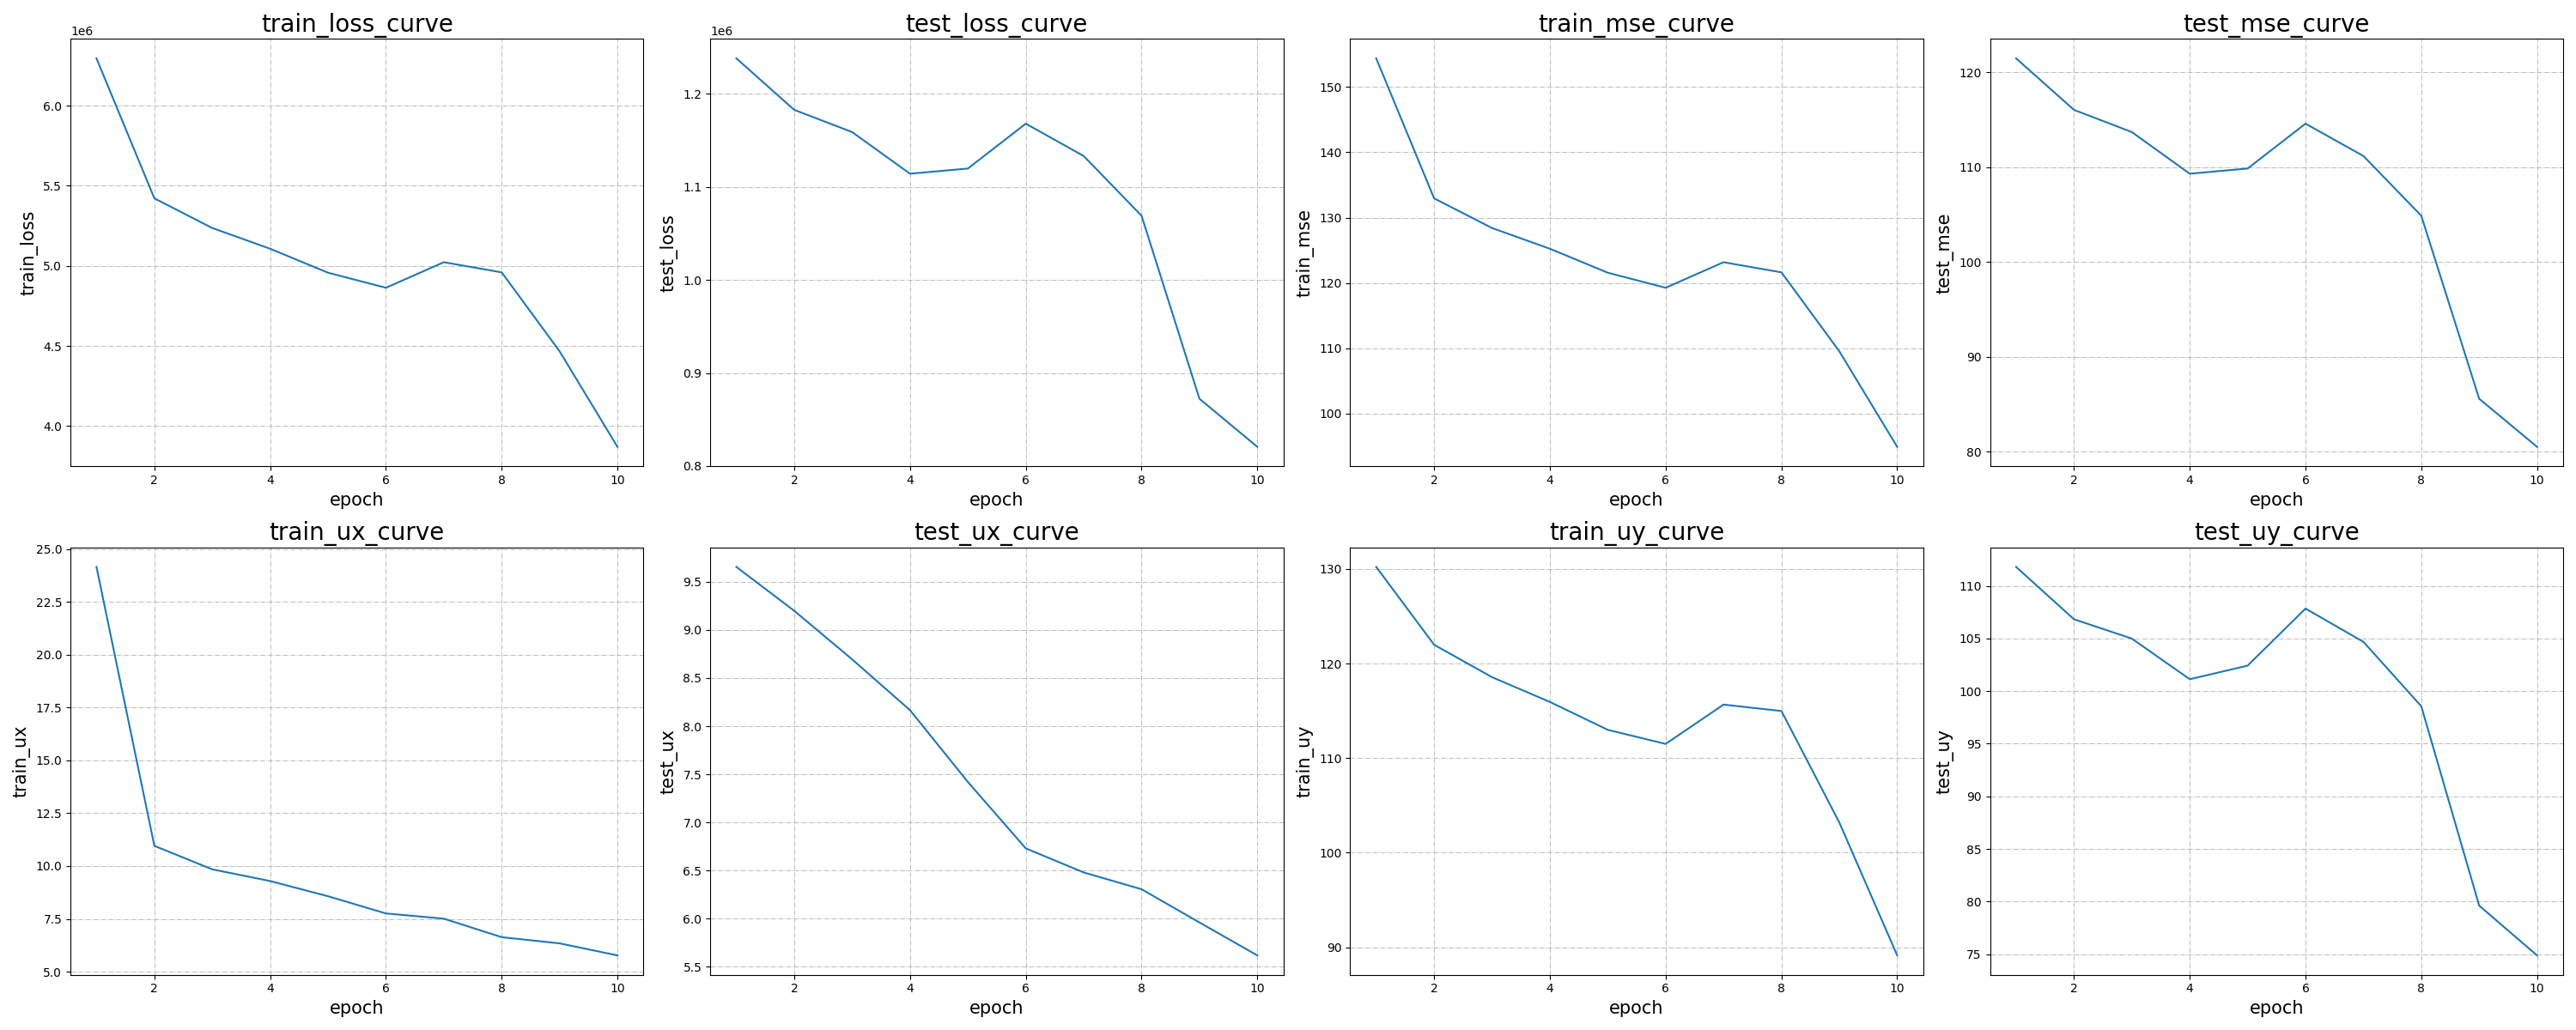 train_loss_curve
1e6
6.0
5.5
5.0
4.5
4.0
train_loss
2 4 6 8 10
epoch
test_loss_curve
1e6
1.2
1.1
1.0
0.9
0.8
test_loss
2 4 6 8 10
epoch
train_mse_curve
150
140
130
120
110
100
train_mse
2 4 6 8 10
epoch
test_mse_curve
120
110
100
90
80
test_mse
2 4 6 8 10
epoch
train_ux_curve
25.0
22.5
20.0
17.5
15.0
12.5
10.0
7.5
5.0
train_ux
2 4 6 8 10
epoch
test_ux_curve
9.5
9.0
8.5
8.0
7.5
7.0
6.5
6.0
5.5
test_ux
2 4 6 8 10
epoch
train_uy_curve
130
120
110
100
90
train_uy
2 4 6 8 10
epoch
test_uy_curve
110
105
100
95
90
85
80
75
test_uy
2 4 6 8 10
epoch